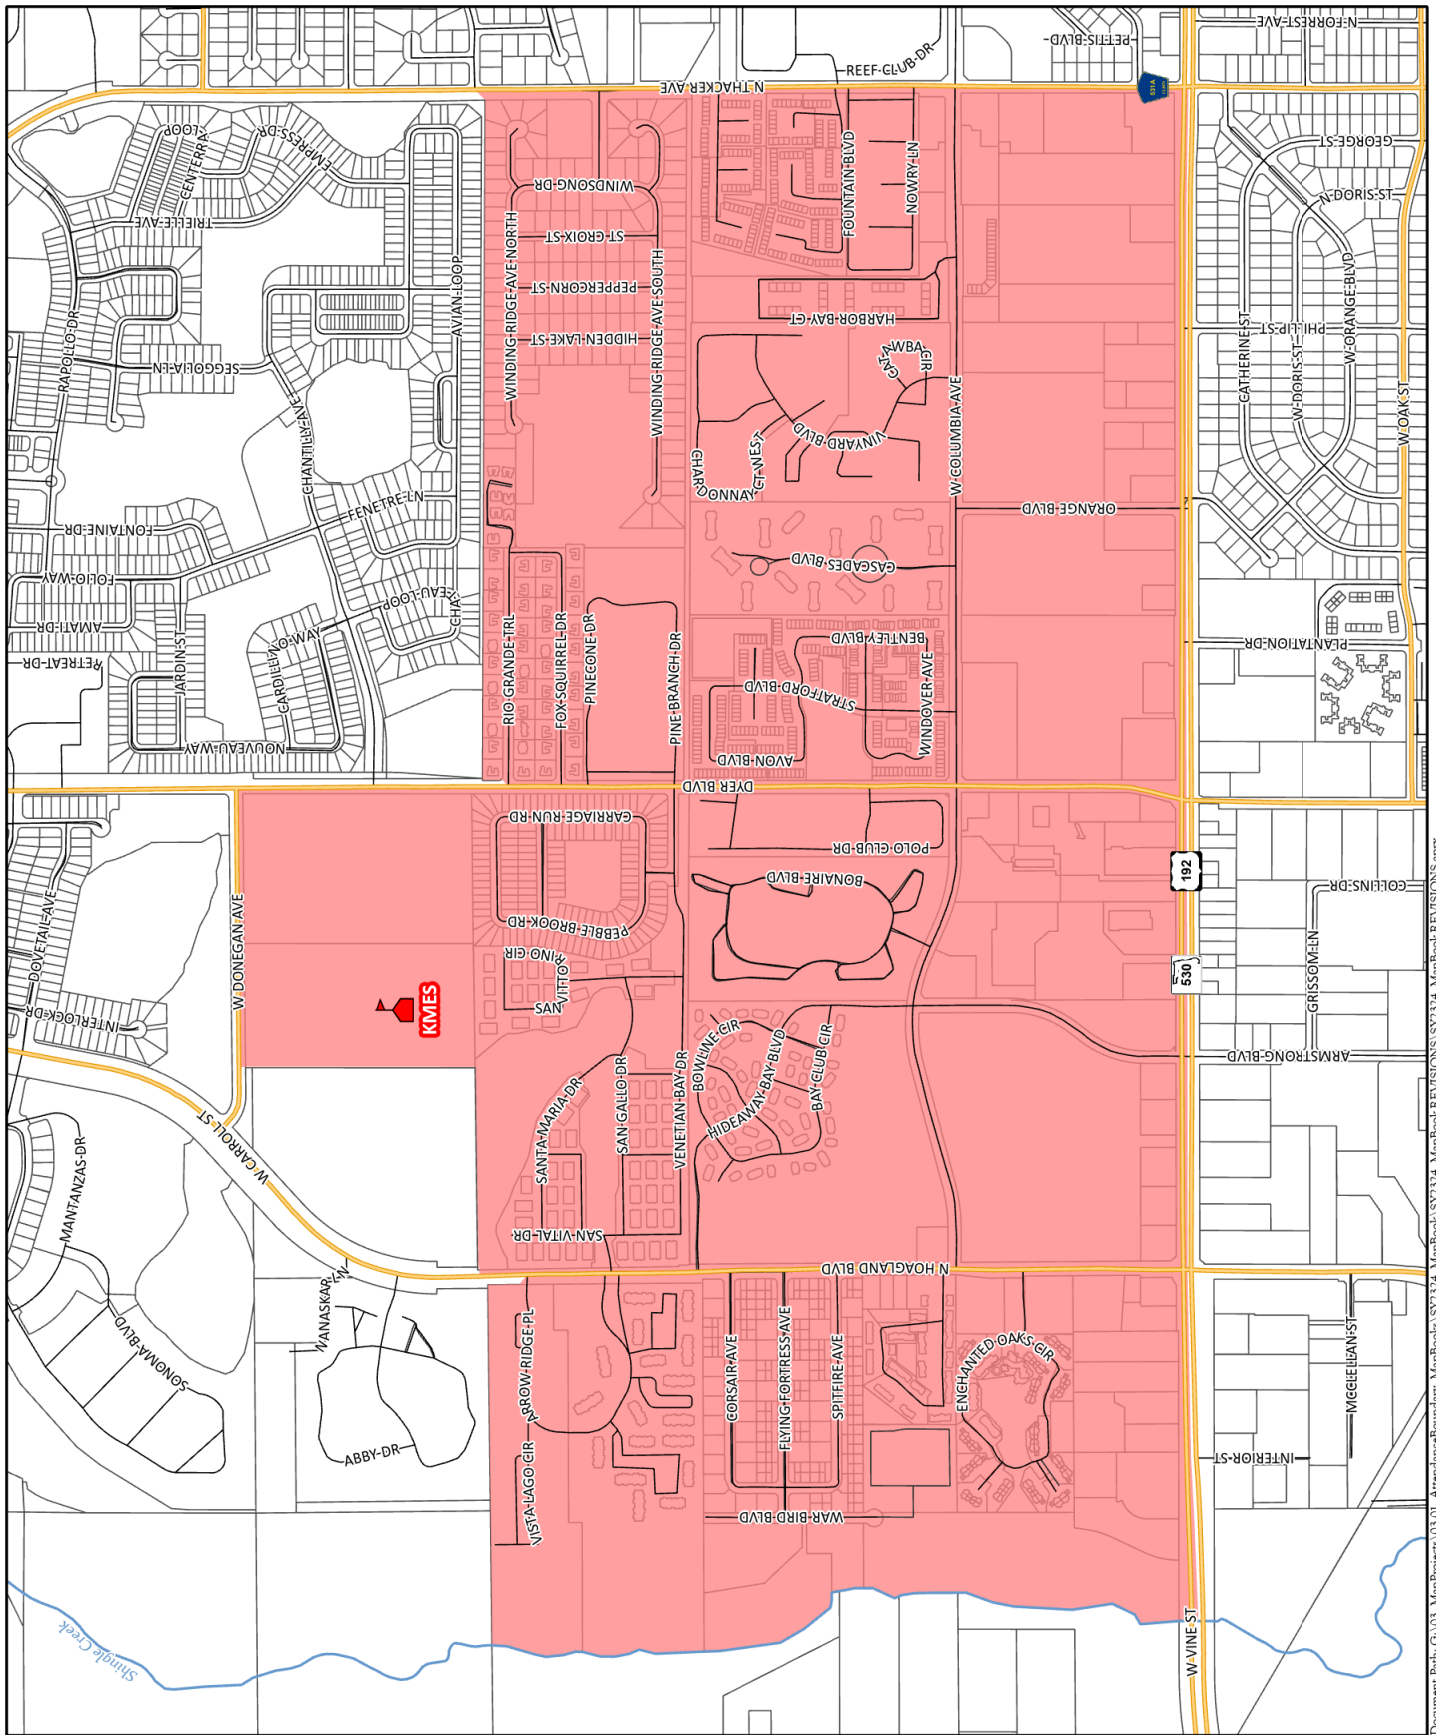 N FORREST AVE
PETTIS BLVD
REEF CLUB DR
N THACKER AVE
531A
LOOP
CENTERRA
EMPRESS DR
TRIELLE AVE
RAPOLLO DR
SEGGOLIA LN
AVIAN LOOP
CHANTILLY AVE
FENETRE LN
FONTAINE DR
FOLIO WAY
AMATI DR
RETREAT DR
JARDIN ST
NOUVEAU WAY
WINDSONG DR
ST CROIX ST
PEPPERCORN ST
HIDDEN LAKE ST
WINDING RIDGE AVE NORTH
WINDING RIDGE AVE SOUTH
FOUNTAIN BLVD
NOWRY LN
HARBOR BAY CT
VINYARD BLVD
CHARDONNAY CT WEST
W COLUMBIA AVE
ORANGE BLVD
CASCADES BLVD
BENTLEY BLVD
STRATFORD BLVD
WINDOVER AVE
AVON BLVD
RIO GRANDE TRL
FOX SQUIRREL DR
PINECONE DR
PINE BRANCH DR
DYER BLVD
GEORGE ST
N DORIS ST
CATHERINE ST
PHILLIP ST
W DORIS ST
W ORANGE BLVD
W OAK ST
PLANTATION DR
DOVETAIL AVE
INTERLOCK DR
W DONEGAN AVE
KMES
CARRIAGE RUN RD
PEBBLE BROOK RD
SAN VITTORINO CIR
POLO CLUB DR
BONAIRE BLVD
192
530
COLLINS DR
GRISSOM LN
ARMSTRONG BLVD
W CARROLL ST
W CARROLL ST
MANTANZAS DR
SONOMA BLVD
SANTA MARIA DR
SAN GALLO DR
VENETIAN BAY DR
BOWLINE CIR
HIDEAWAY BAY BLVD
BAY CLUB CIR
SAN VITAL DR
N HOAGLAND BLVD
ABBY DR
ARROW RIDGE PL
VISTA LAGO CIR
CORSAIR AVE
FLYING FORTRESS AVE
SPITFIRE AVE
ENCHANTED OAKS CIR
WAR BIRD BLVD
MCCLELLAN ST
INTERIOR ST
W VINE ST
Shingle Creek